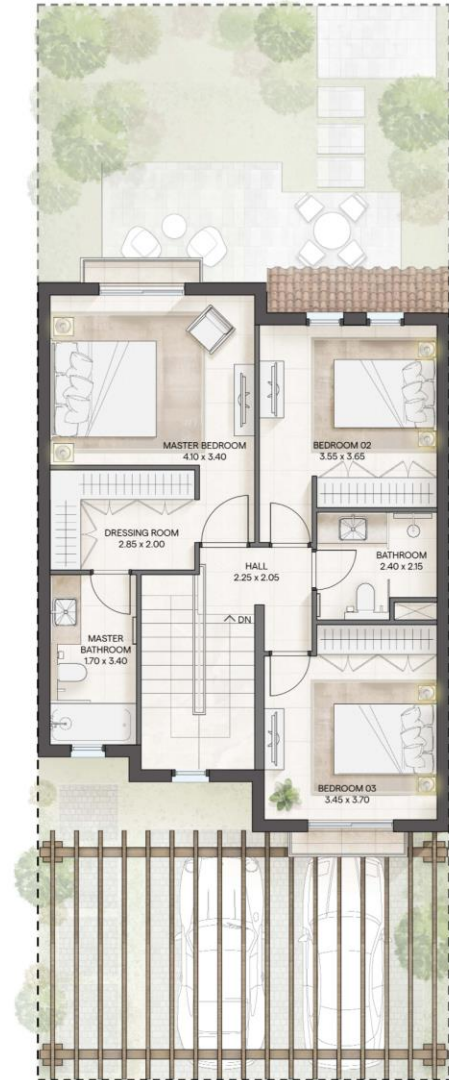 MASTER BEDROOM
4.10 x 3.40
BEDROOM 02
3.55 x 3.65
DRESSING ROOM
2.85 x 2.00
HALL
2.25 x 2.05
BATHROOM
2.40 x 2.15
DN
MASTER
BATHROOM
1.70 x 3.40
BEDROOM 03
3.45 x 3.70